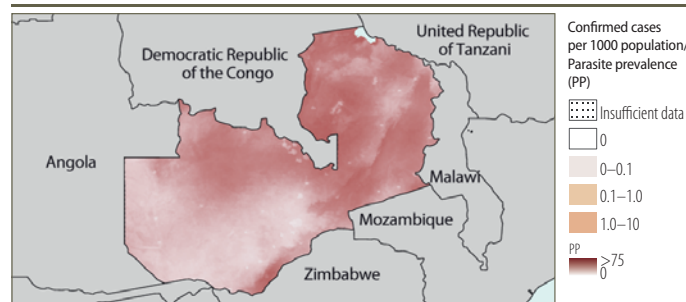 Democratic Republic
of the Congo
United Republic
of Tanzani
Angola
Malawi
Mozambique
Zimbabwe
Confirmed cases
per 1000 population/
Parasite prevalence
(PP)
Insufficient data
0
0–0.1
0.1–1.0
1.0–10
PP
>75
0